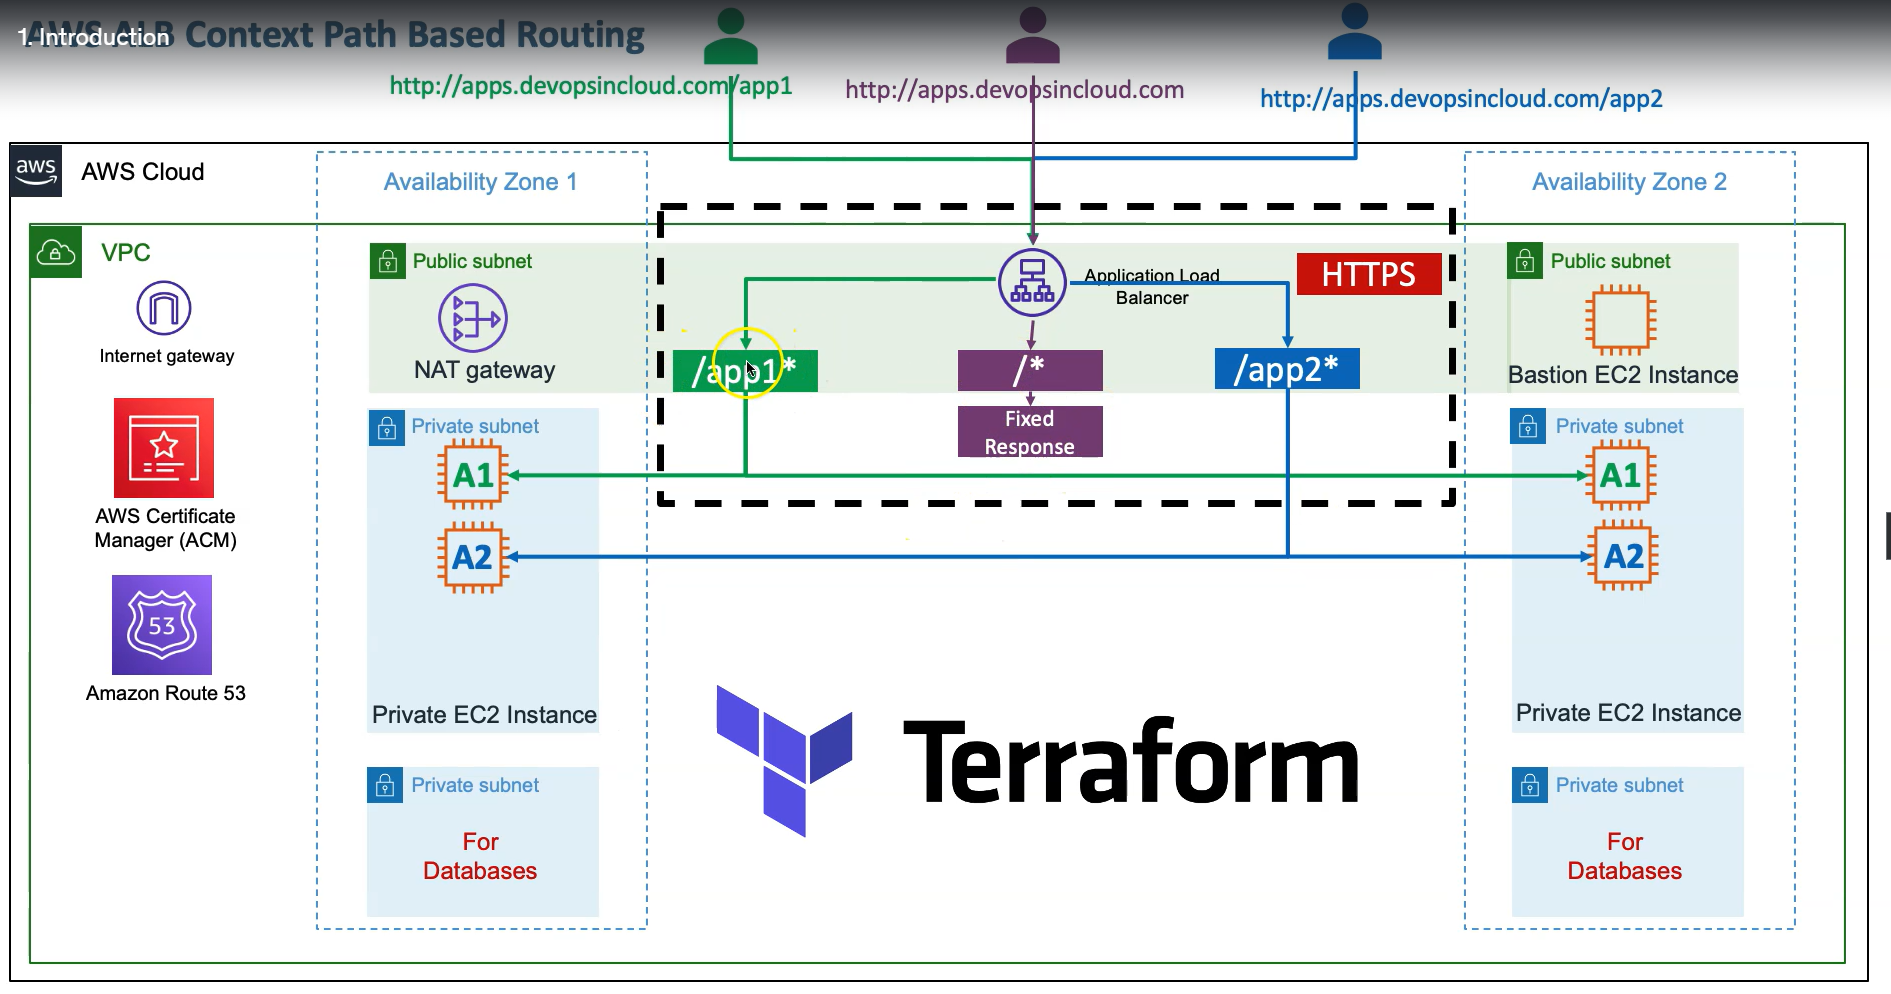 AWS ALB Context Path Based Routing
1. Introduction
http://apps.devopsincloud.com/app1
http://apps.devopsincloud.com
http://apps.devopsincloud.com/app2
aws
AWS Cloud
Availability Zone 1
Availability Zone 2
VPC
Public subnet
Application Load
Balancer
HTTPS
Public subnet
Internet gateway
NAT gateway
/app1*
/*
/app2*
Bastion EC2 Instance
Fixed
Response
Private subnet
A1
A2
Private subnet
A1
A2
AWS Certificate
Manager (ACM)
53
Amazon Route 53
Private EC2 Instance
Private EC2 Instance
Terraform
Private subnet
For
Databases
Private subnet
For
Databases